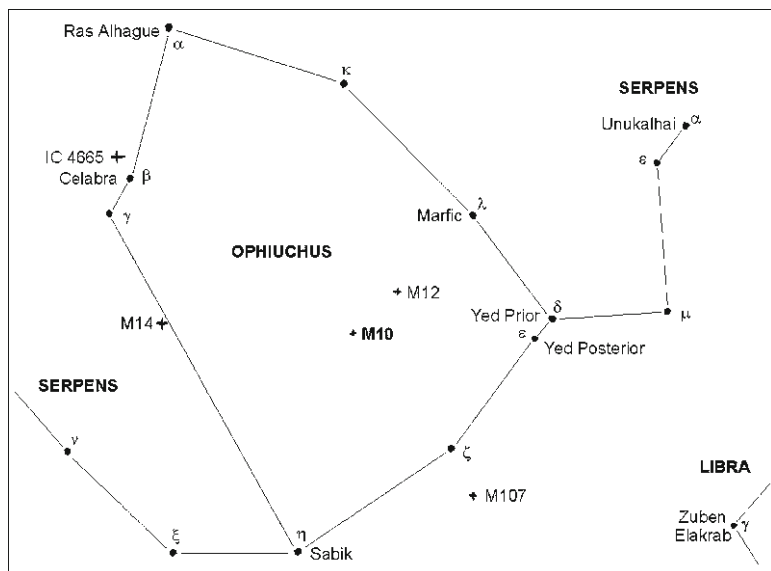 Ras Alhague
α
κ
SERPENS
Unukalhai
α
ε
IC 4665
Celabra
β
γ
λ
Marfic
OPHIUCHUS
M12
M14
M10
Yed Prior
δ
μ
ε
Yed Posterior
SERPENS
ν
ζ
LIBRA
M107
Zuben
Elakrab
γ
ξ
η
Sabik